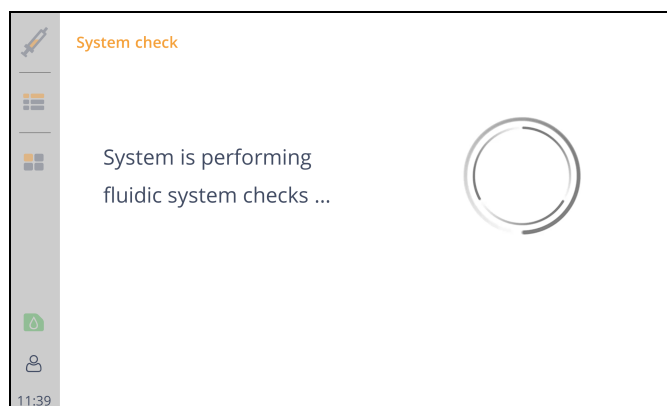 System check
System is performing
fluidic system checks ...
11:39